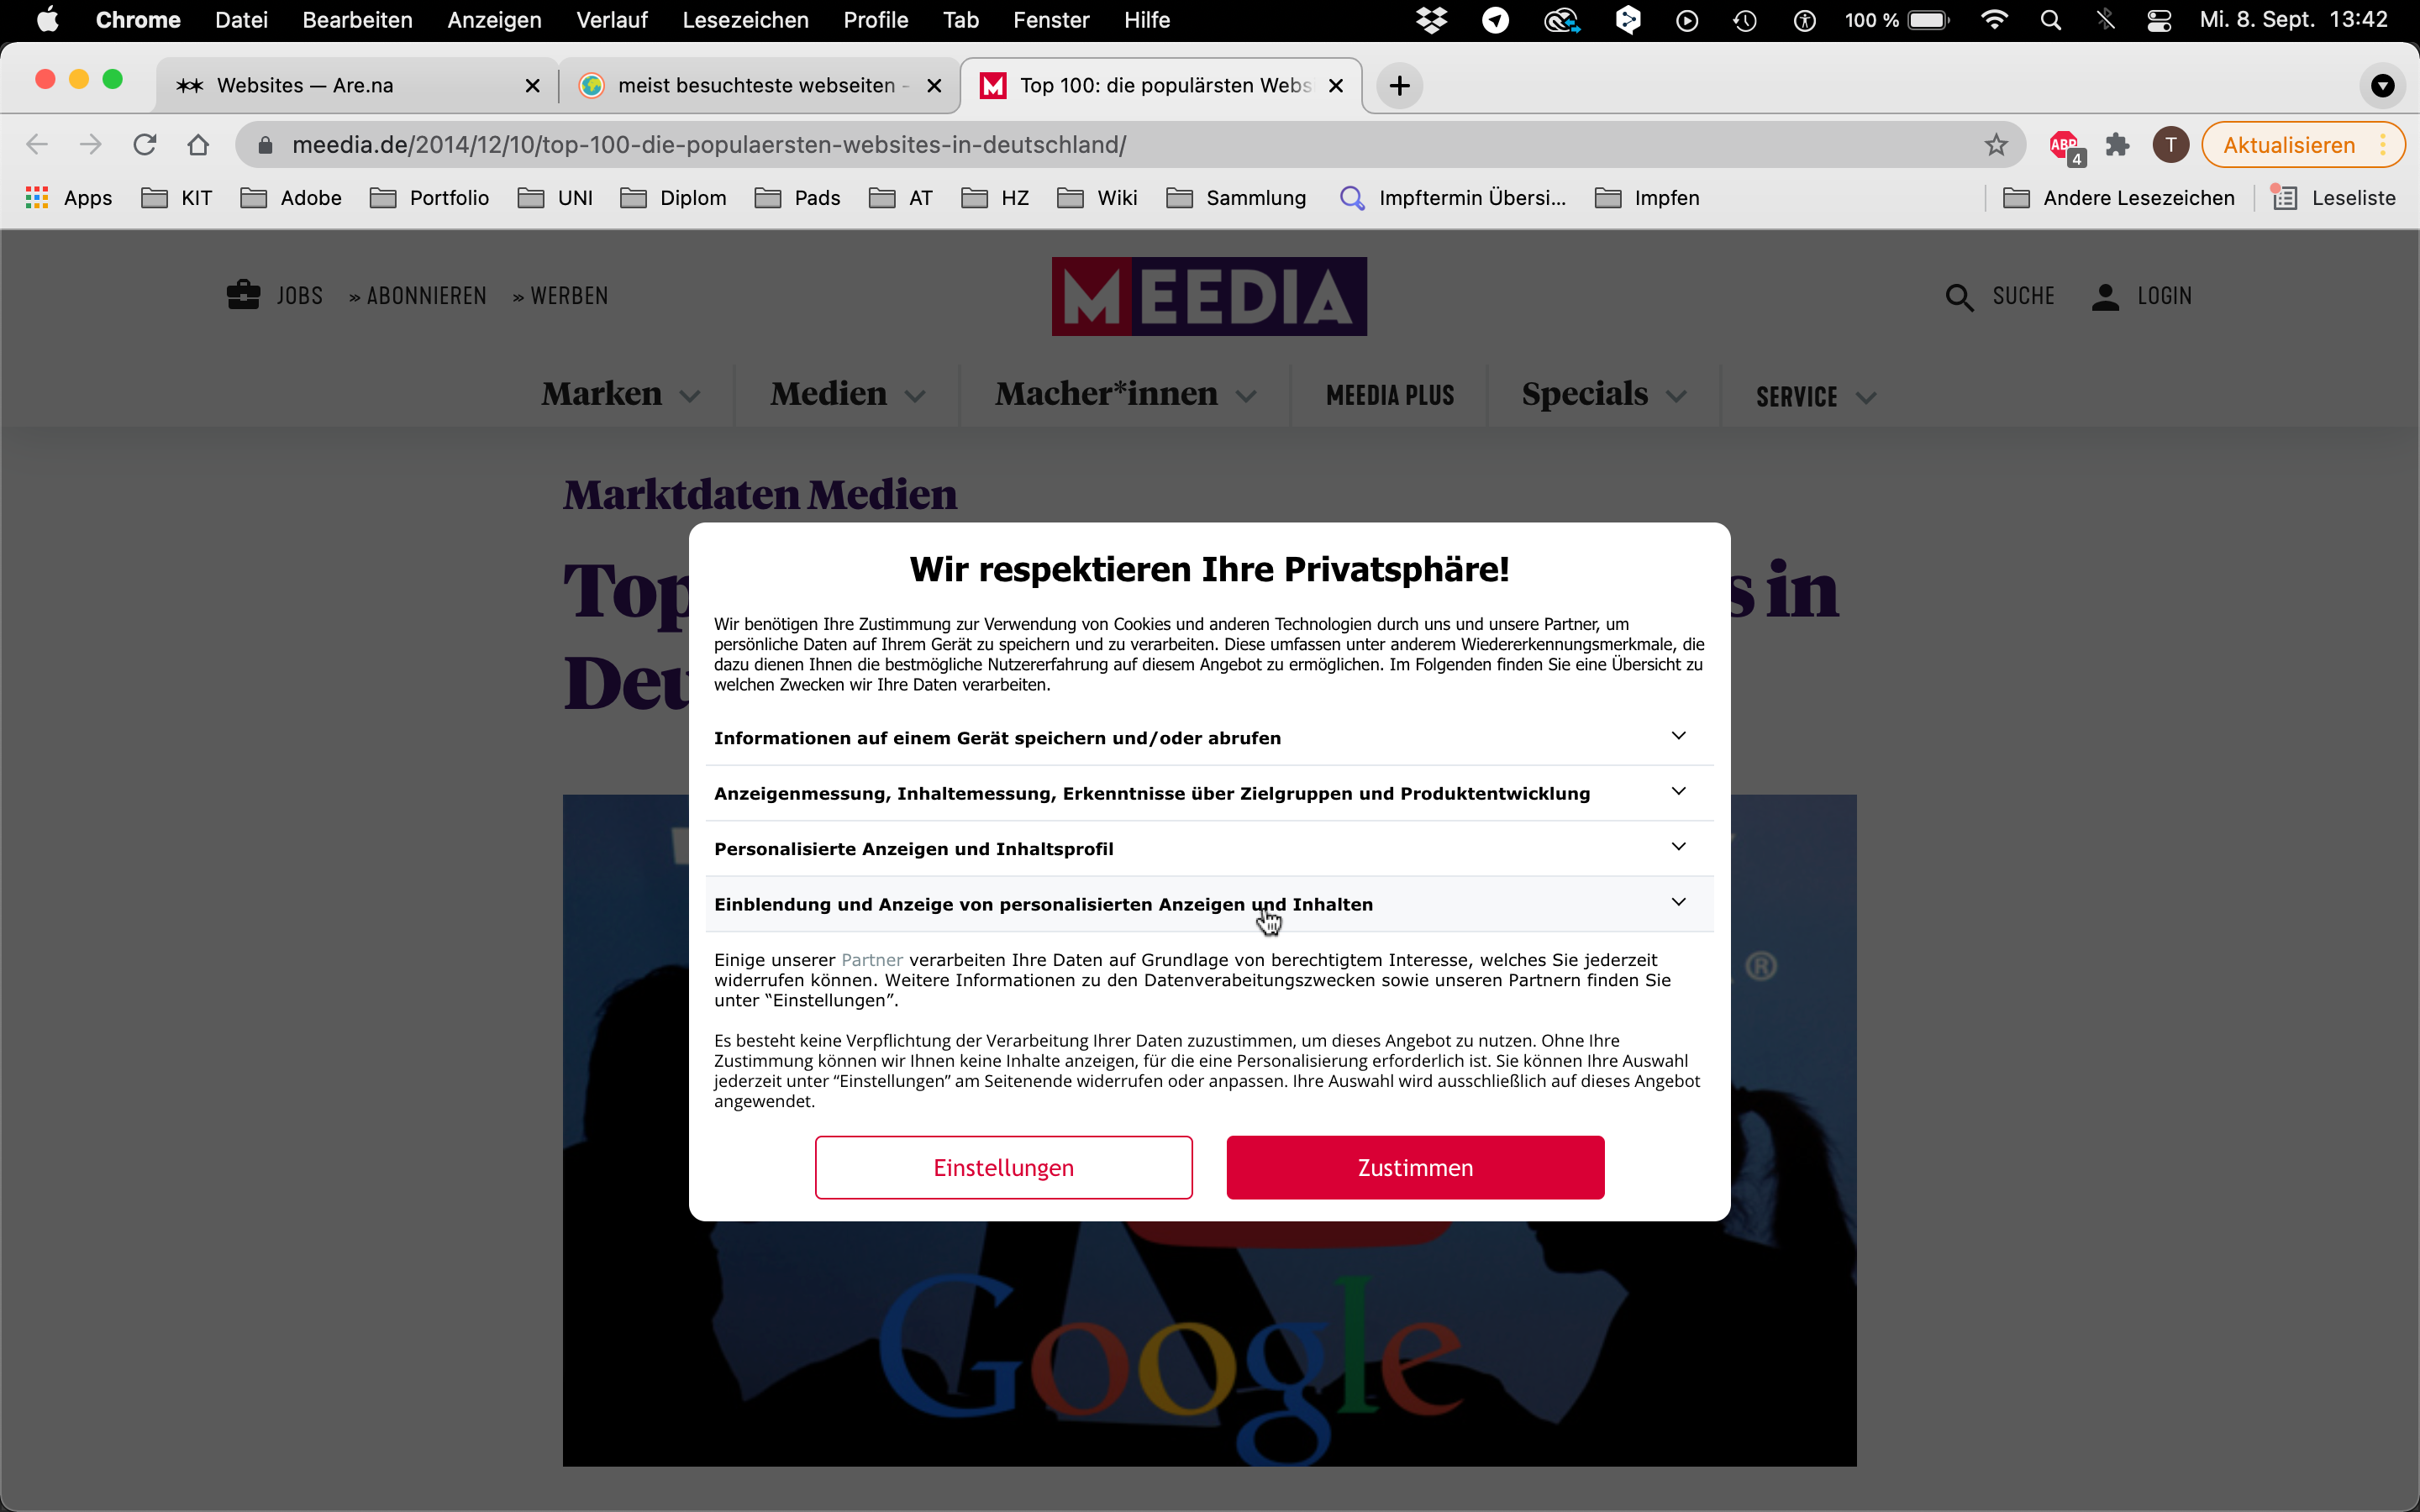 Chrome Datei Bearbeiten Anzeigen Verlauf Lesezeichen Profile Tab Fenster Hilfe 100 % Mi. 8. Sept. 13:42
Websites — Are.na meist besuchteste webseiten - Top 100: die populärsten Webs
meedia.de/2014/12/10/top-100-die-populaersten-websites-in-deutschland/ ABP 4 T Aktualisieren
Apps KIT Adobe Portfolio UNI Diplom Pads AT HZ Wiki Sammlung Impftermin Übersi... Impfen Andere Lesezeichen Leseliste
JOBS » ABONNIEREN » WERBEN MEEDIA SUCHE LOGIN
Marken Medien Macher*innen MEEDIA PLUS Specials SERVICE
Marktdaten Medien
Top s in
Deu
Wir respektieren Ihre Privatsphäre!
Wir benötigen Ihre Zustimmung zur Verwendung von Cookies und anderen Technologien durch uns und unsere Partner, um
persönliche Daten auf Ihrem Gerät zu speichern und zu verarbeiten. Diese umfassen unter anderem Wiedererkennungsmerkmale, die
dazu dienen Ihnen die bestmögliche Nutzererfahrung auf diesem Angebot zu ermöglichen. Im Folgenden finden Sie eine Übersicht zu
welchen Zwecken wir Ihre Daten verarbeiten.
Informationen auf einem Gerät speichern und/oder abrufen
Anzeigenmessung, Inhaltemessung, Erkenntnisse über Zielgruppen und Produktentwicklung
Personalisierte Anzeigen und Inhaltsprofil
Einblendung und Anzeige von personalisierten Anzeigen und Inhalten
Einige unserer Partner verarbeiten Ihre Daten auf Grundlage von berechtigtem Interesse, welches Sie jederzeit
widerrufen können. Weitere Informationen zu den Datenverabeitungszwecken sowie unseren Partnern finden Sie
unter “Einstellungen”.
®
Es besteht keine Verpflichtung der Verarbeitung Ihrer Daten zuzustimmen, um dieses Angebot zu nutzen. Ohne Ihre
Zustimmung können wir Ihnen keine Inhalte anzeigen, für die eine Personalisierung erforderlich ist. Sie können Ihre Auswahl
jederzeit unter “Einstellungen” am Seitenende widerrufen oder anpassen. Ihre Auswahl wird ausschließlich auf dieses Angebot
angewendet.
Einstellungen Zustimmen
Google